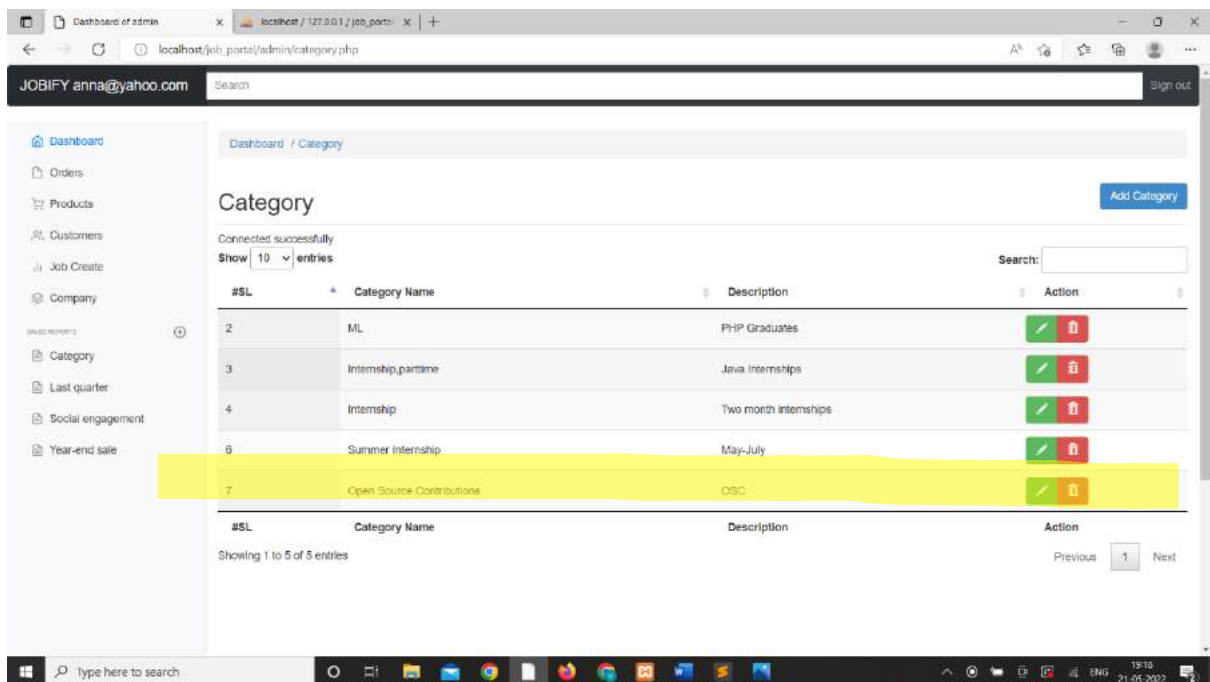 Dashboard of admin
localhost / 127.0.0.1 / job_porta
localhost/job_portal/admin/category.php
JOBIFY anna@yahoo.com
Search
Sign out
Dashboard
Orders
Products
Customers
Job Create
Company
SAVED REPORTS
Category
Last quarter
Social engagement
Year-end sale
Dashboard / Category
Category
Add Category
Connected successfully
Show 10 entries
Search:
#SL Category Name Description Action
2 ML PHP Graduates
3 Internship,parttime Java Internships
4 Internship Two month internships
6 Summer Internship May-July
7 Open Source Contributions OSC
#SL Category Name Description Action
Showing 1 to 5 of 5 entries
Previous 1 Next
Type here to search
ENG
19:16
21-05-2022